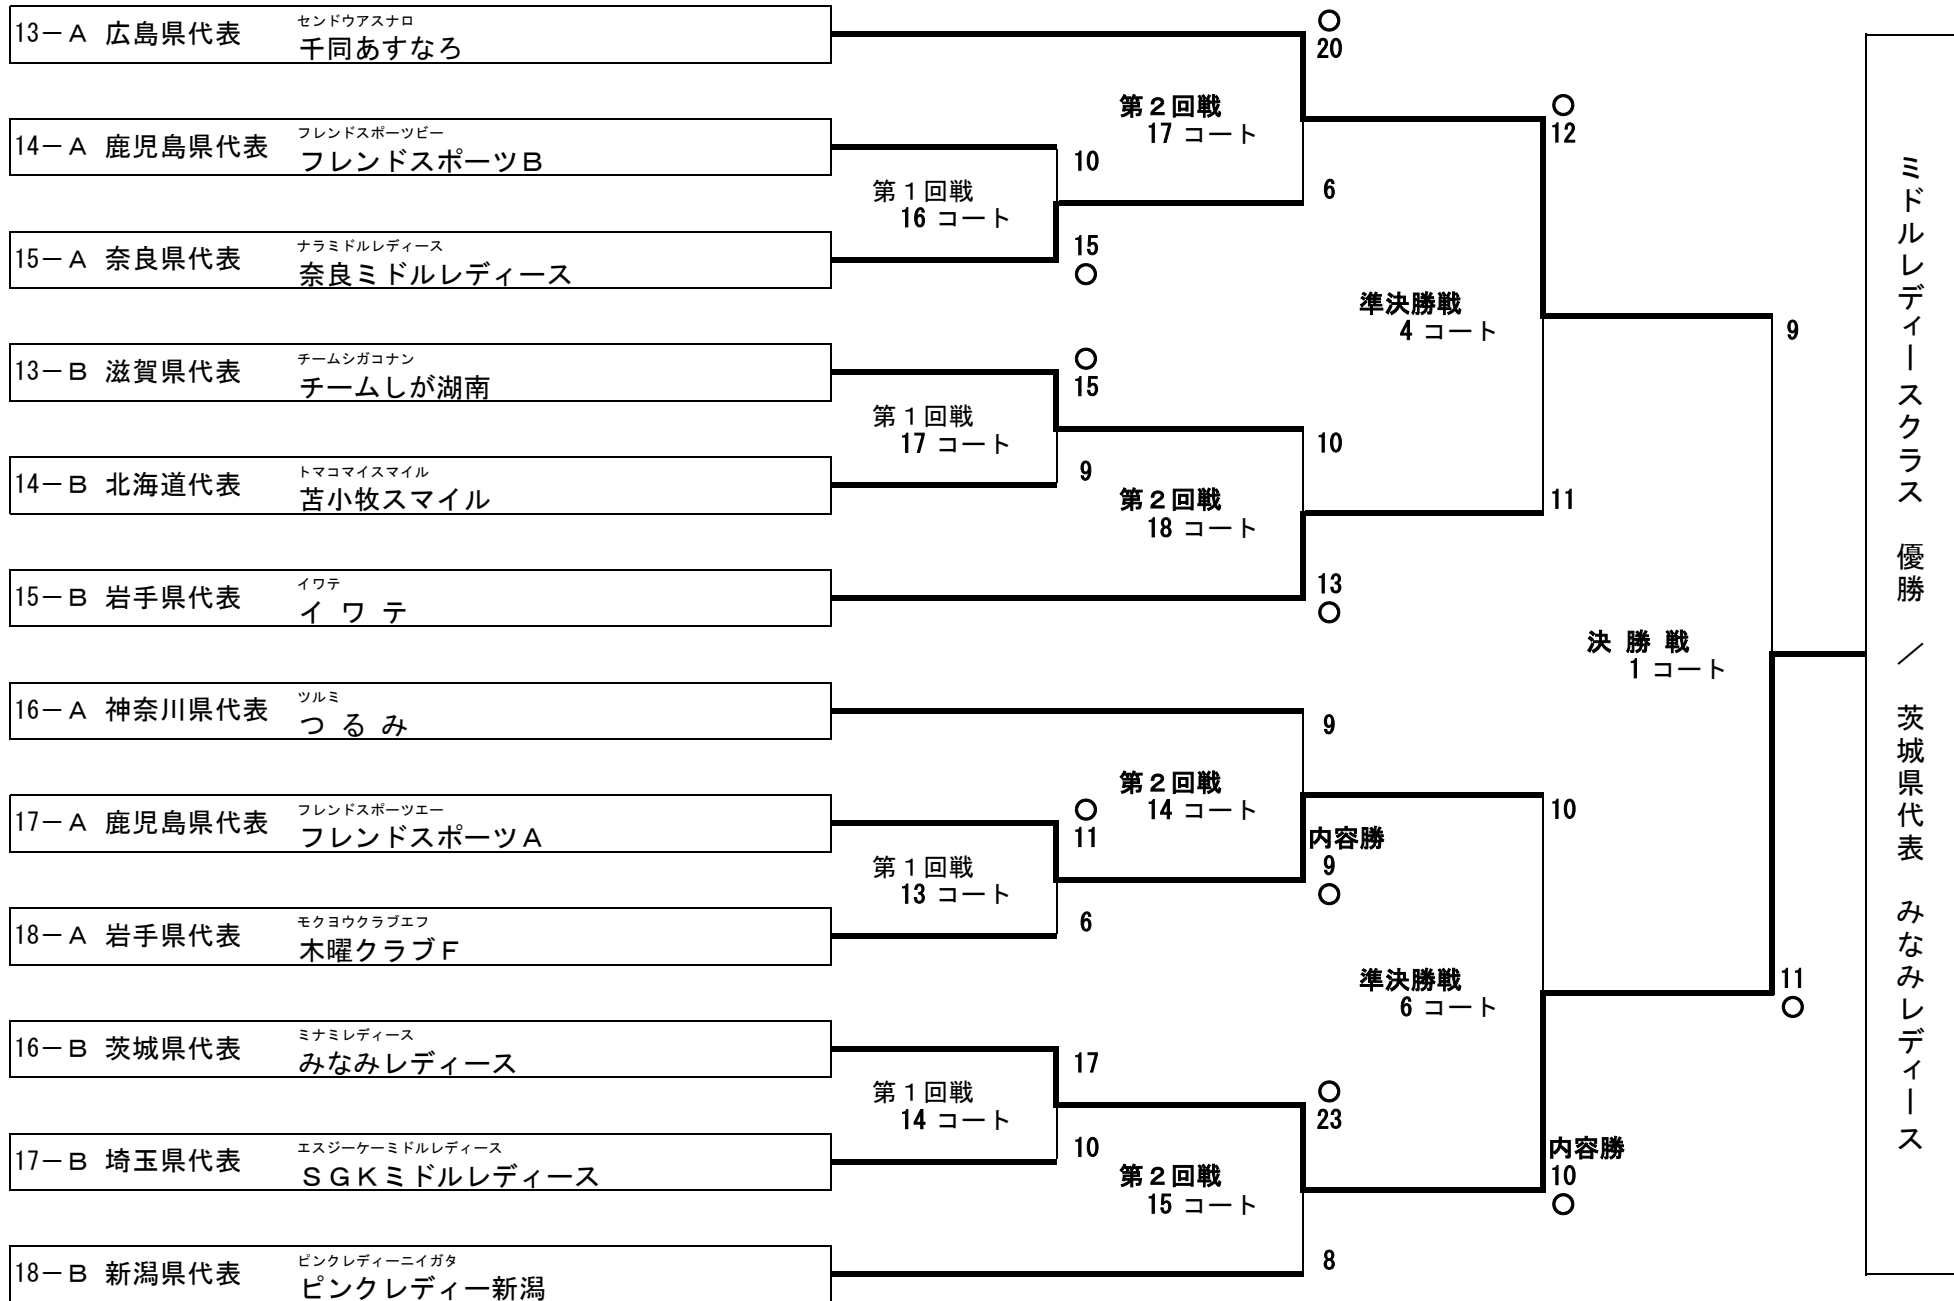 13－A 広島県代表
センドウアスナロ
千同あすなろ
○
20
第２回戦
17 コート
○
12
14－A 鹿児島県代表
フレンドスポーツビー
フレンドスポーツＢ
10
第１回戦
16 コート
6
15－A 奈良県代表
ナラミドルレディース
奈良ミドルレディース
15
○
準決勝戦
4 コート
9
13－B 滋賀県代表
チームシガコナン
チームしが湖南
○
15
第１回戦
17 コート
10
14－B 北海道代表
トマコマイスマイル
苫小牧スマイル
9
第２回戦
18 コート
11
15－B 岩手県代表
イワテ
イ ワ テ
13
○
決 勝 戦
1 コート
16－A 神奈川県代表
ツルミ
つ る み
9
第２回戦
14 コート
10
17－A 鹿児島県代表
フレンドスポーツエー
フレンドスポーツＡ
○
11
内容勝
9
○
第１回戦
13 コート
18－A 岩手県代表
モクヨウクラブエフ
木曜クラブＦ
6
準決勝戦
6 コート
11
○
16－B 茨城県代表
ミナミレディース
みなみレディース
17
第１回戦
14 コート
○
23
17－B 埼玉県代表
エスジーケーミドルレディース
ＳＧＫミドルレディース
10
第２回戦
15 コート
内容勝
10
○
18－B 新潟県代表
ピンクレディーニイガタ
ピンクレディー新潟
8
ミドルレディースクラス 優勝 ／ 茨城県代表 みなみレディース